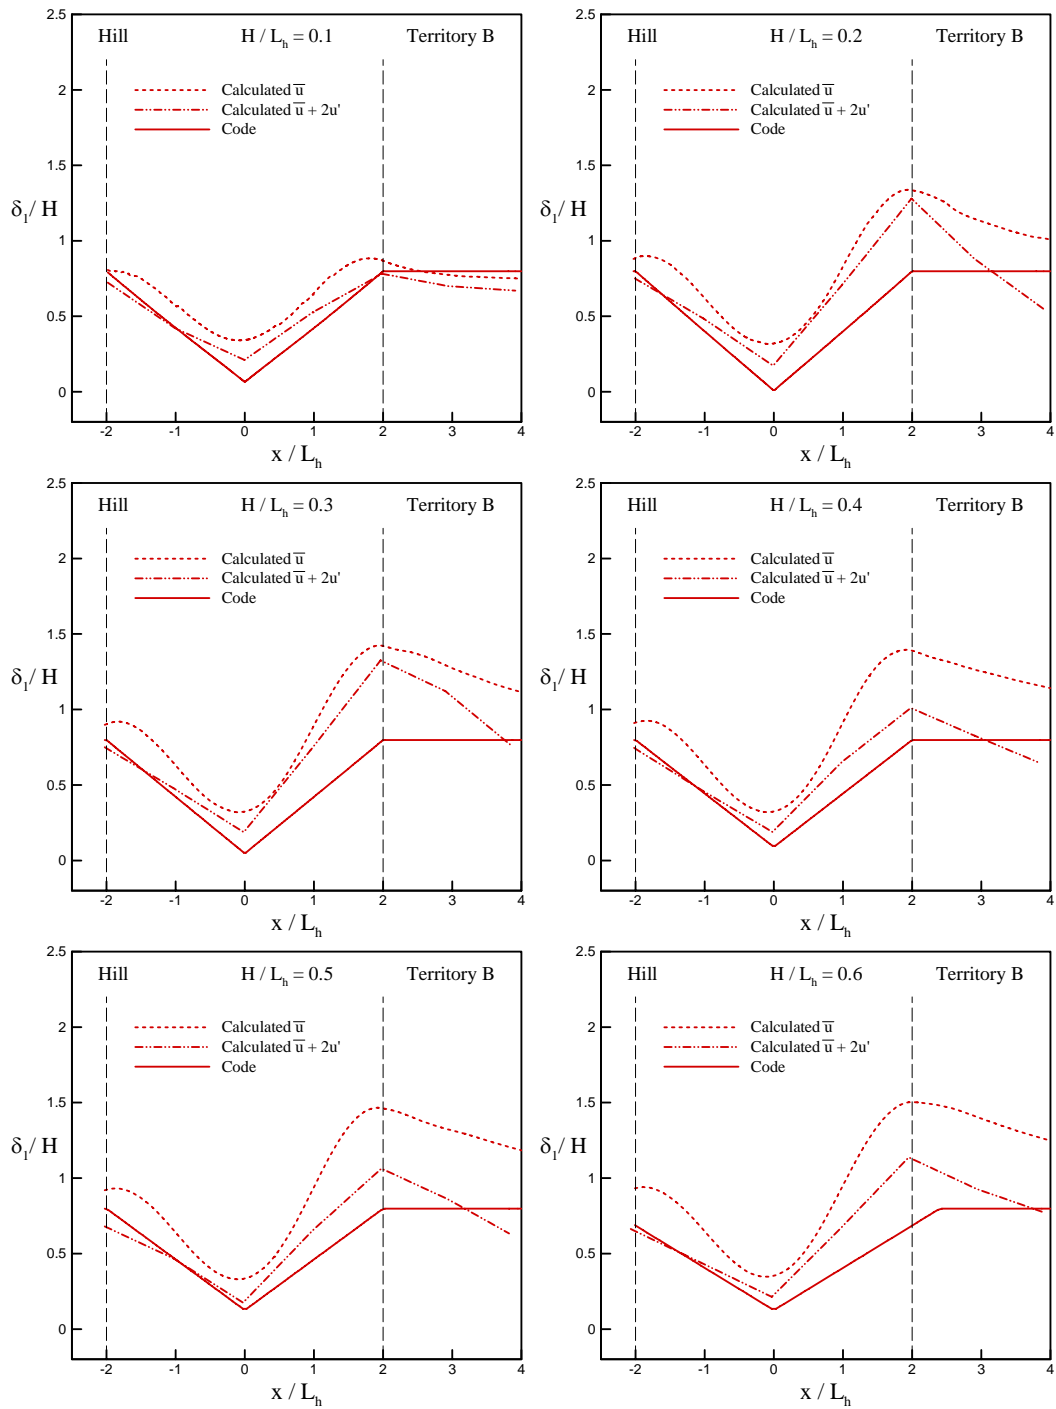 2.5
Hill H / Lh = 0.1 Territory B
2
Calculated u̅
Calculated u̅ + 2u'
Code
1.5
δ1/ H
1
0.5
0
-2 -1 0 1 2 3 4
x / Lh
2.5
Hill H / Lh = 0.2 Territory B
2
Calculated u̅
Calculated u̅ + 2u'
Code
1.5
δ1/ H
1
0.5
0
-2 -1 0 1 2 3 4
x / Lh
2.5
Hill H / Lh = 0.3 Territory B
2
Calculated u̅
Calculated u̅ + 2u'
Code
1.5
δ1/ H
1
0.5
0
-2 -1 0 1 2 3 4
x / Lh
2.5
Hill H / Lh = 0.4 Territory B
2
Calculated u̅
Calculated u̅ + 2u'
Code
1.5
δ1/ H
1
0.5
0
-2 -1 0 1 2 3 4
x / Lh
2.5
Hill H / Lh = 0.5 Territory B
2
Calculated u̅
Calculated u̅ + 2u'
Code
1.5
δ1/ H
1
0.5
0
-2 -1 0 1 2 3 4
x / Lh
2.5
Hill H / Lh = 0.6 Territory B
2
Calculated u̅
Calculated u̅ + 2u'
Code
1.5
δ1/ H
1
0.5
0
-2 -1 0 1 2 3 4
x / Lh